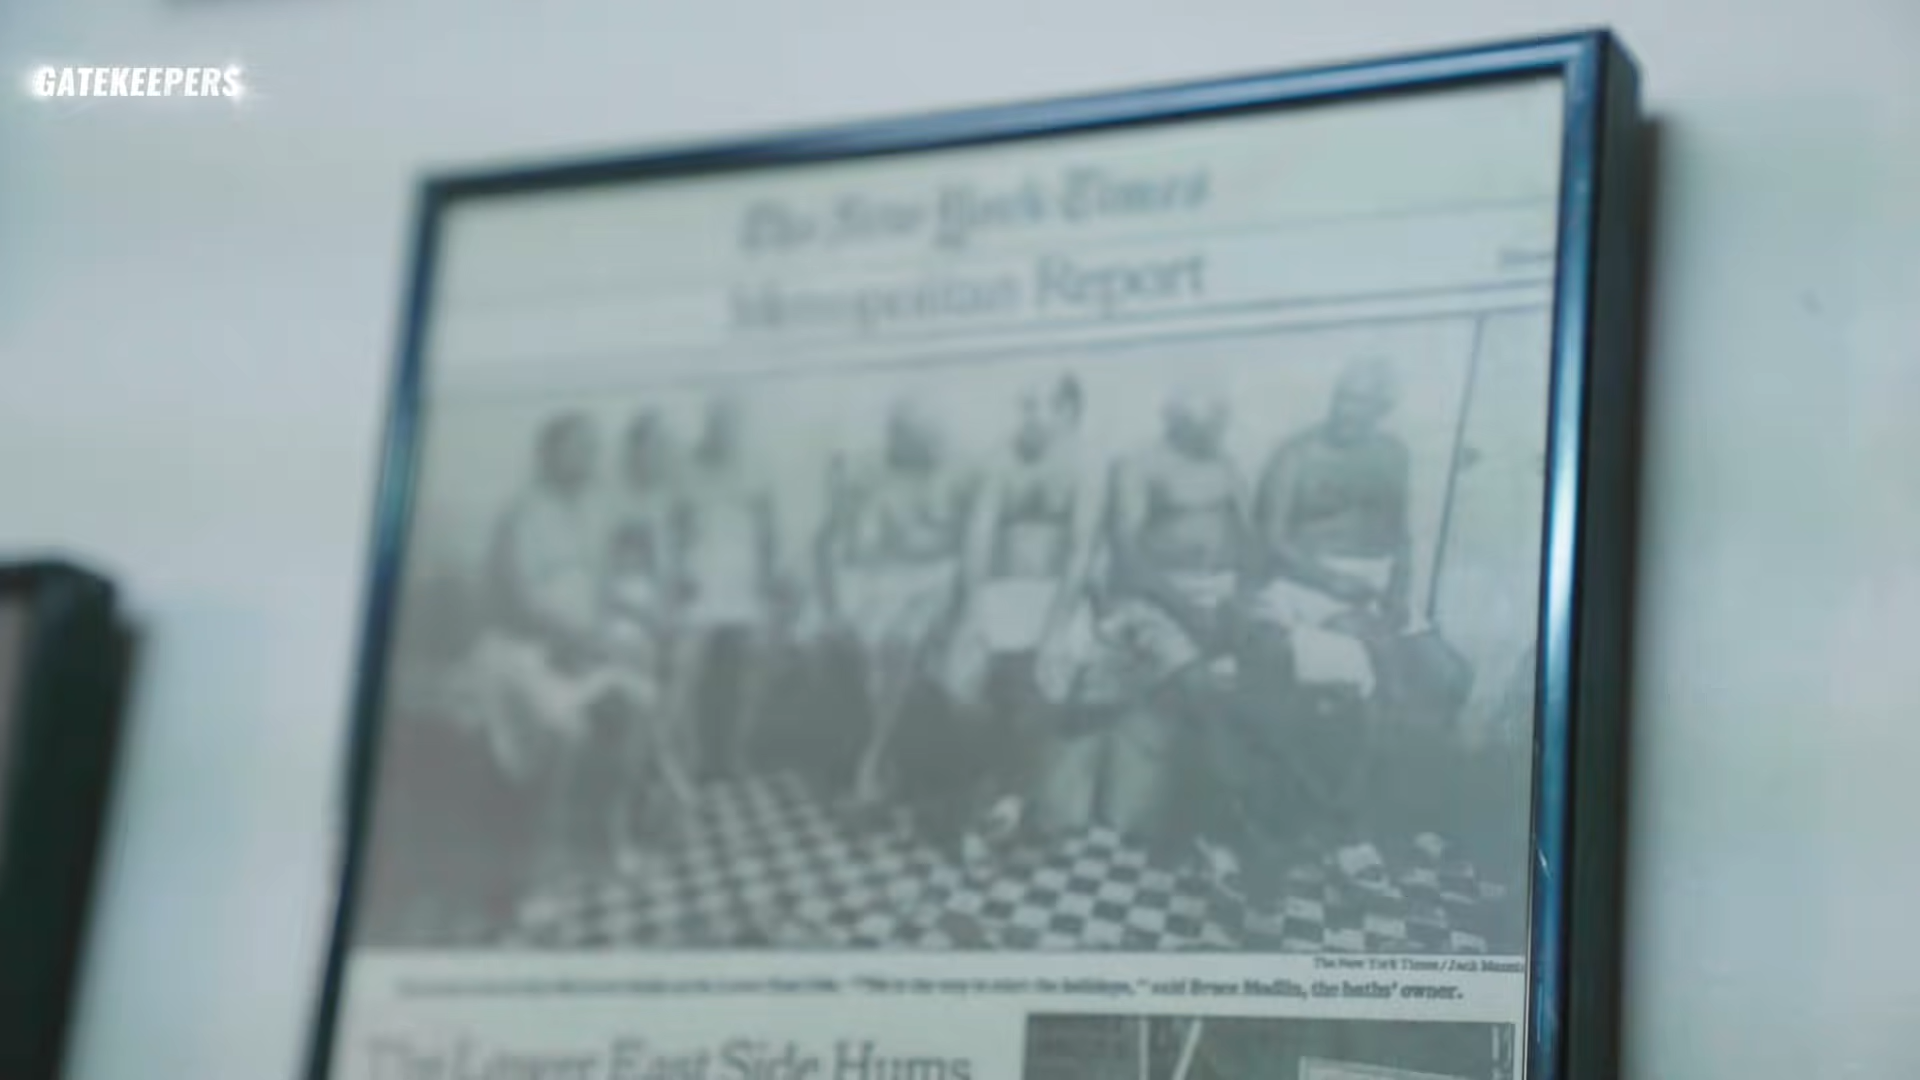 GATEKEEPERS
The New York Times
Metropolitan Report
The New York Times/Jack
"This is the way to start the holidays," said Bruce the baths' owner.
The Lower East Side Hums